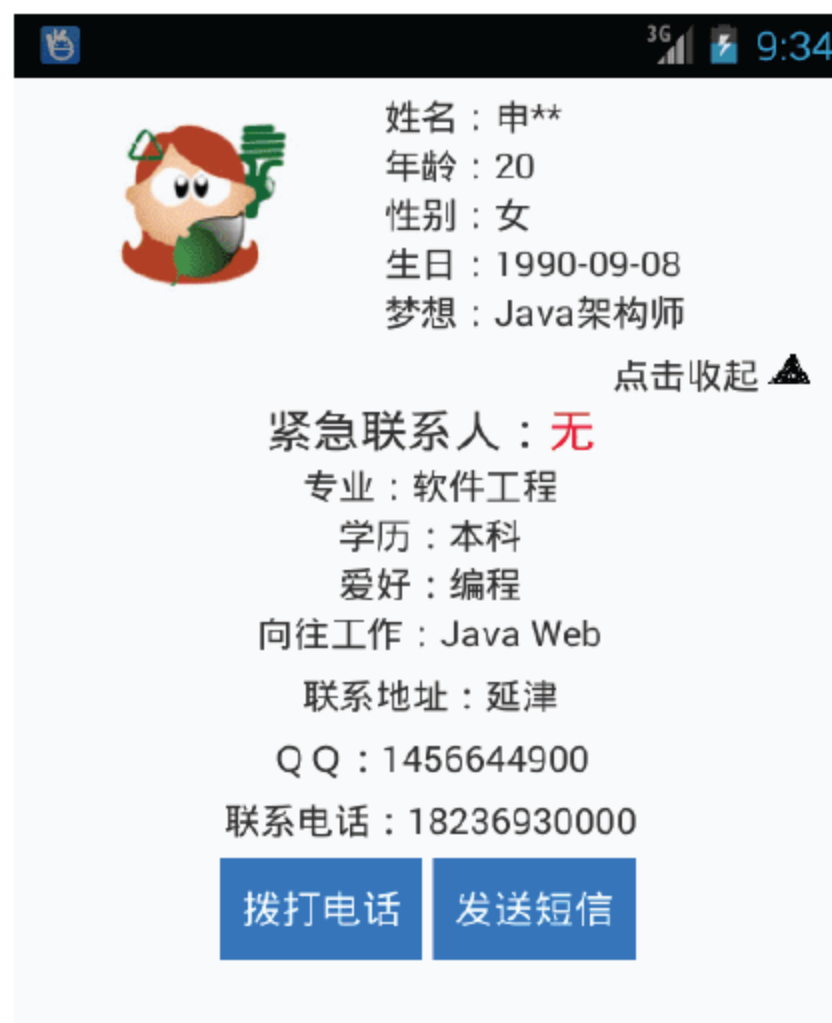 3G 9:34
姓名：申**
年龄：20
性别：女
生日：1990-09-08
梦想：Java架构师
点击收起
紧急联系人：无
专业：软件工程
学历：本科
爱好：编程
向往工作：Java Web
联系地址：延津
QQ：1456644900
联系电话：18236930000
拨打电话 发送短信